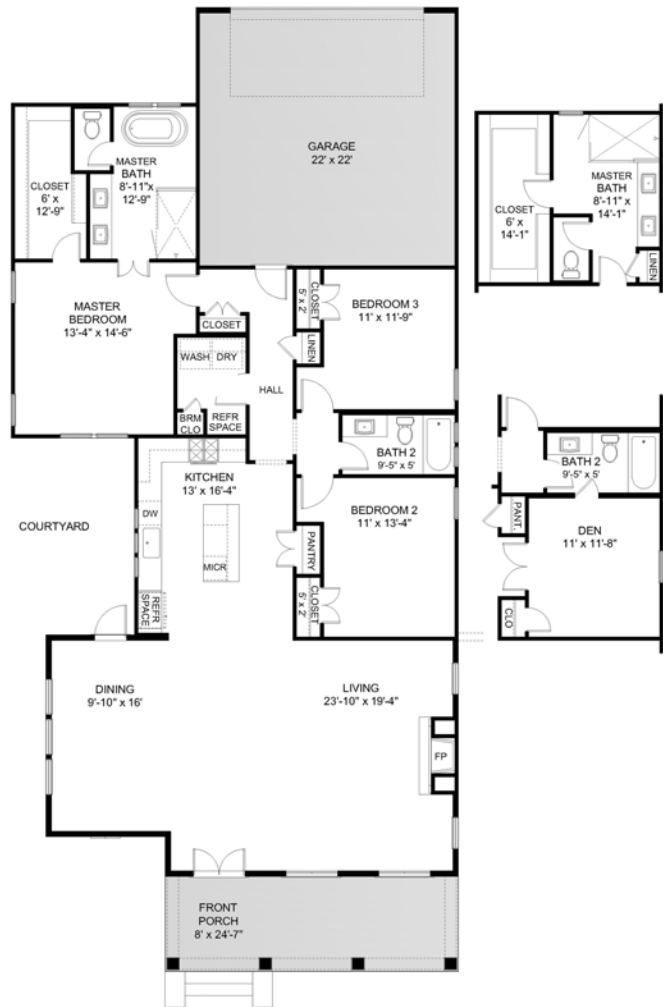 GARAGE
22' x 22'
MASTER
BATH
8'-11"x
12'-9"
CLOSET
6' x
12'-9"
MASTER
BEDROOM
13'-4" x 14'-6"
CLOSET
CLOSET
5' x 2'
BEDROOM 3
11' x 11'-9"
LINEN
WASH
DRY
HALL
BRM
CLO
REFR
SPACE
BATH 2
9'-5" x 5'
KITCHEN
13' x 16'-4"
BEDROOM 2
11' x 13'-4"
COURTYARD
DW
MICR
PANTRY
CLOSET
5' x 2'
REFR
SPACE
DINING
9'-10" x 16'
LIVING
23'-10" x 19'-4"
FP
FRONT
PORCH
8' x 24'-7"
MASTER
BATH
8'-11" x
14'-1"
CLOSET
6' x
14'-1"
LINEN
BATH 2
9'-5" x 5'
PANT.
DEN
11' x 11'-8"
CLO